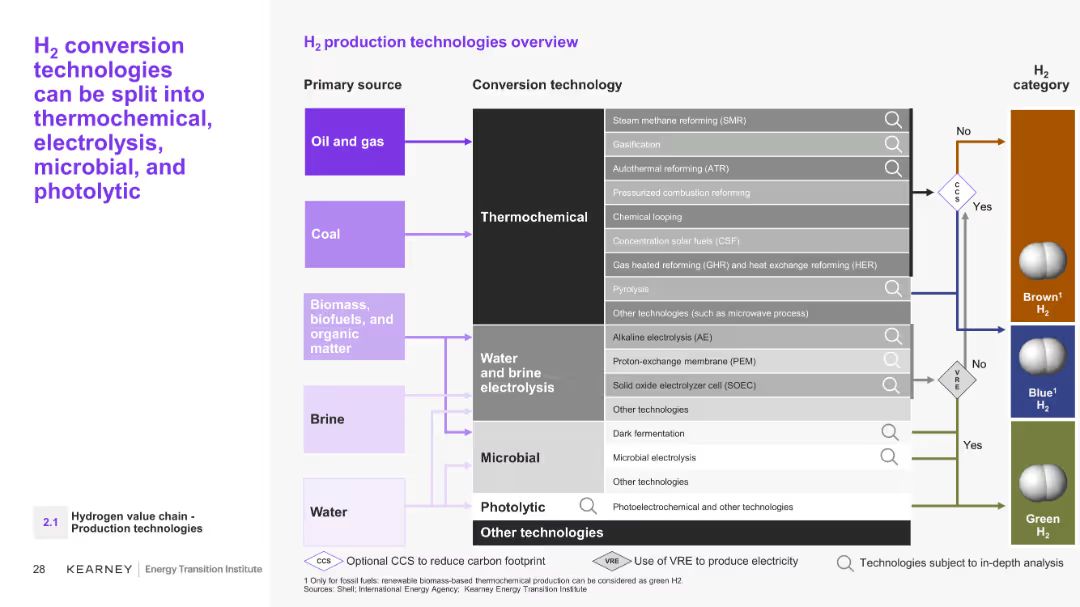 H2 conversion
technologies
can be split into
thermochemical,
electrolysis,
microbial, and
photolytic
H2 production technologies overview
Primary source
Conversion technology
H2
category
Oil and gas
Coal
Biomass,
biofuels, and
organic
matter
Brine
Water
Thermochemical
Steam methane reforming (SMR)
Gasification
Autothermal reforming (ATR)
Pressurized combustion reforming
Chemical looping
Concentration solar fuels (CSF)
Gas heated reforming (GHR) and heat exchange reforming (HER)
Pyrolysis
Other technologies (such as microwave process)
Water
and brine
electrolysis
Alkaline electrolysis (AE)
Proton-exchange membrane (PEM)
Solid oxide electrolyzer cell (SOEC)
Other technologies
Microbial
Dark fermentation
Microbial electrolysis
Other technologies
Photolytic
Photoelectrochemical and other technologies
Other technologies
No
CCS
Yes
No
VRE
Yes
Brown1
H2
Blue1
H2
Green
H2
2.1
Hydrogen value chain -
Production technologies
CCS Optional CCS to reduce carbon footprint
VRE Use of VRE to produce electricity
Technologies subject to in-depth analysis
1 Only for fossil fuels: renewable biomass-based thermochemical production can be considered as green H2.
Sources: Shell; International Energy Agency; Kearney Energy Transition Institute
28 KEARNEY Energy Transition Institute